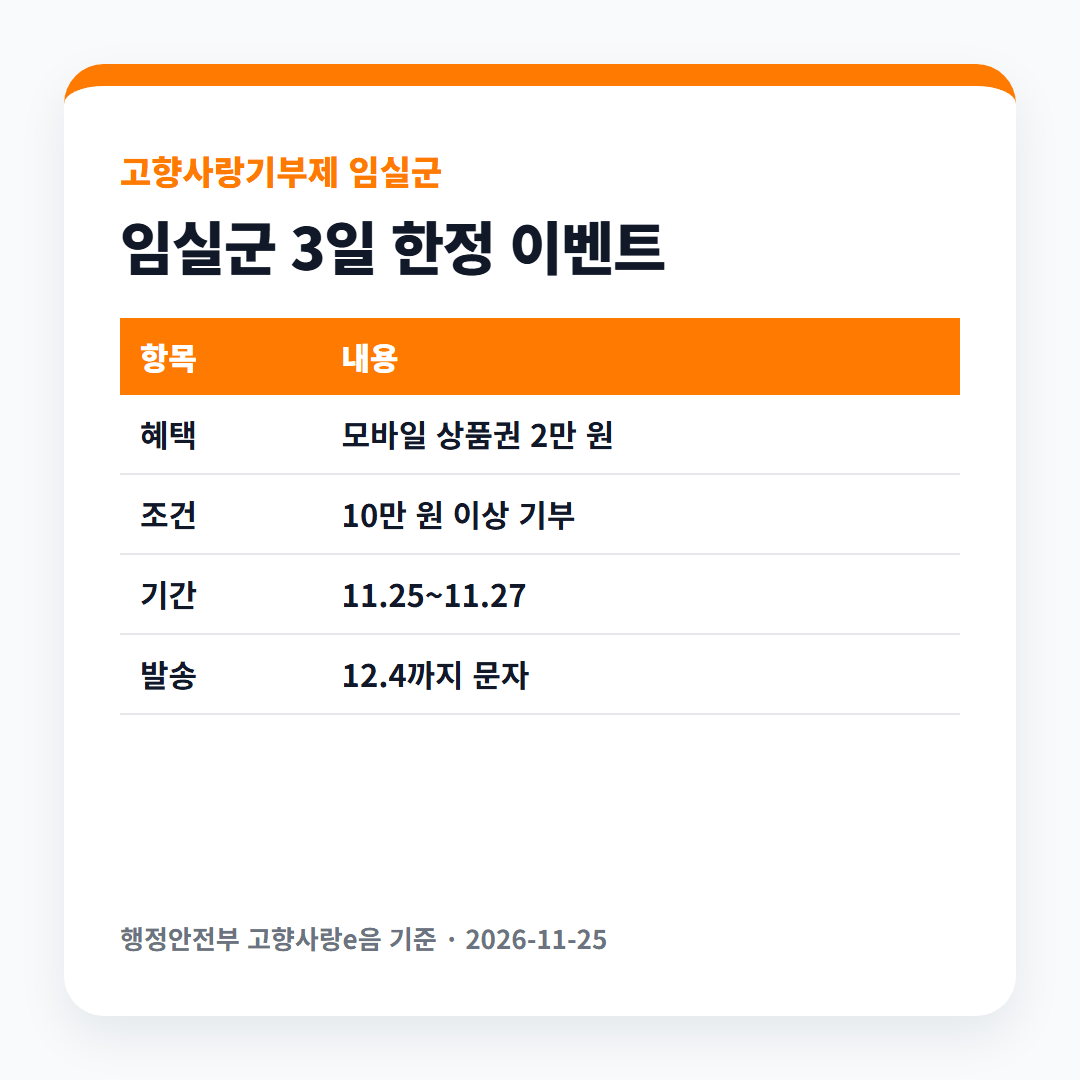 고향사랑기부제 임실군
임실군 3일 한정 이벤트
항목 내용
혜택 모바일 상품권 2만 원
조건 10만 원 이상 기부
기간 11.25~11.27
발송 12.4까지 문자
행정안전부 고향사랑e음 기준 · 2026-11-25